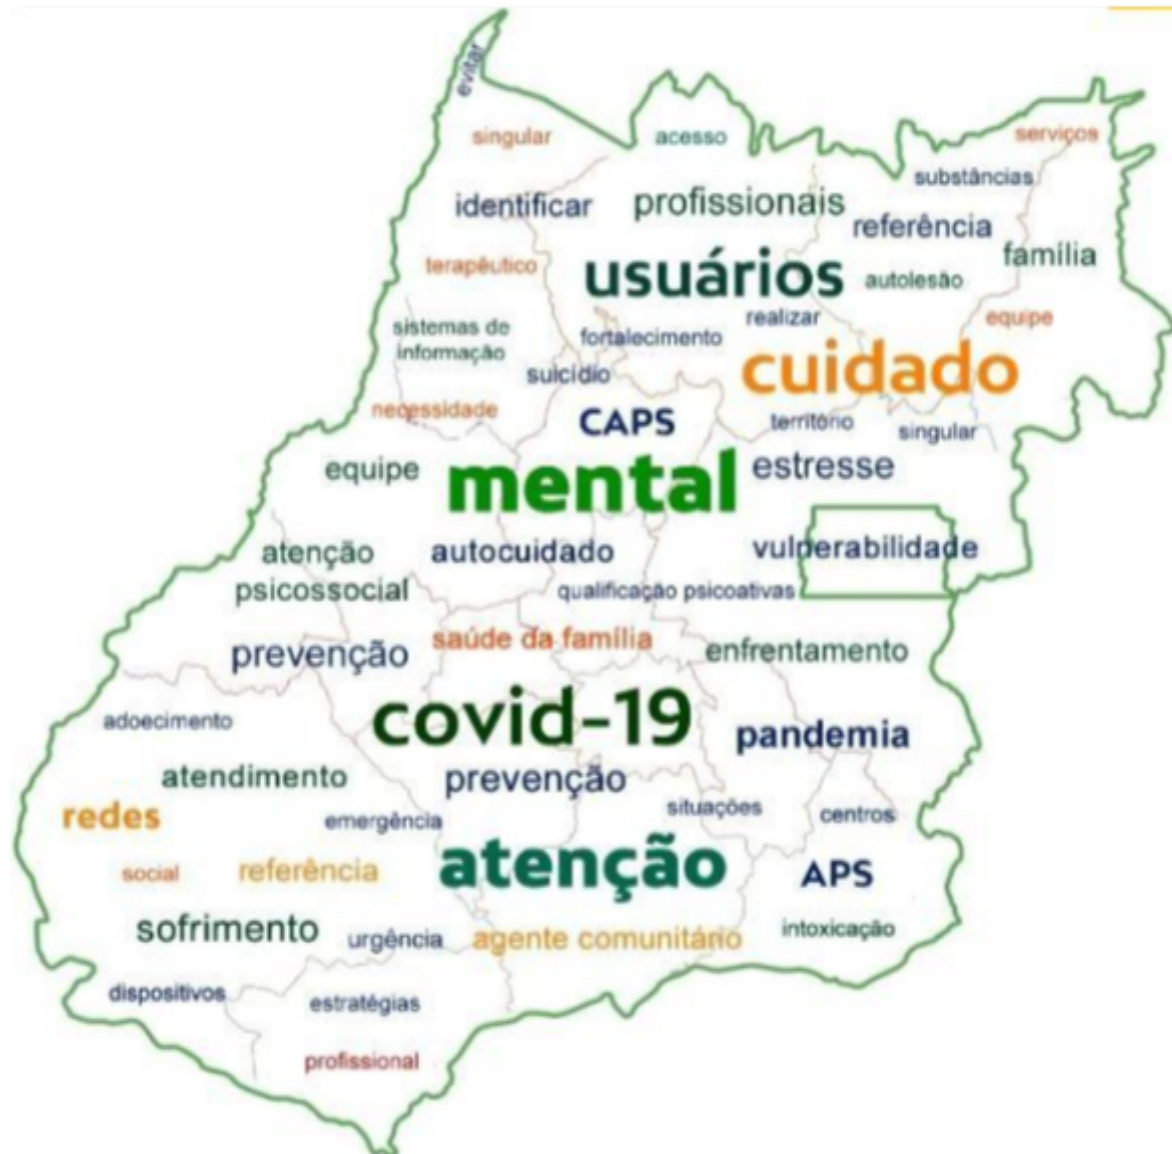 evitar
singular
acesso
serviços
substâncias
identificar
profissionais
referência
família
terapêutico
usuários
autolesão
sistemas de
informação
fortalecimento
realizar
equipe
suicídio
cuidado
necessidade
CAPS
território
singular
equipe
mental
estresse
atenção
psicossocial
autocuidado
vulnerabilidade
qualificação psicoativas
prevenção
saúde da família
enfrentamento
adoecimento
covid-19
pandemia
atendimento
prevenção
redes
emergência
situações
centros
social
referência
atenção
APS
sofrimento
urgência
agente comunitário
intoxicação
dispositivos
estratégias
profissional